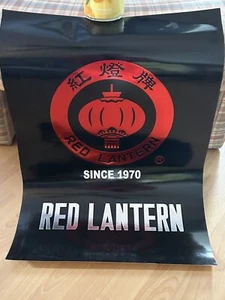 紅燈牌
RED LANTERN
®
SINCE 1970
RED LANTERN